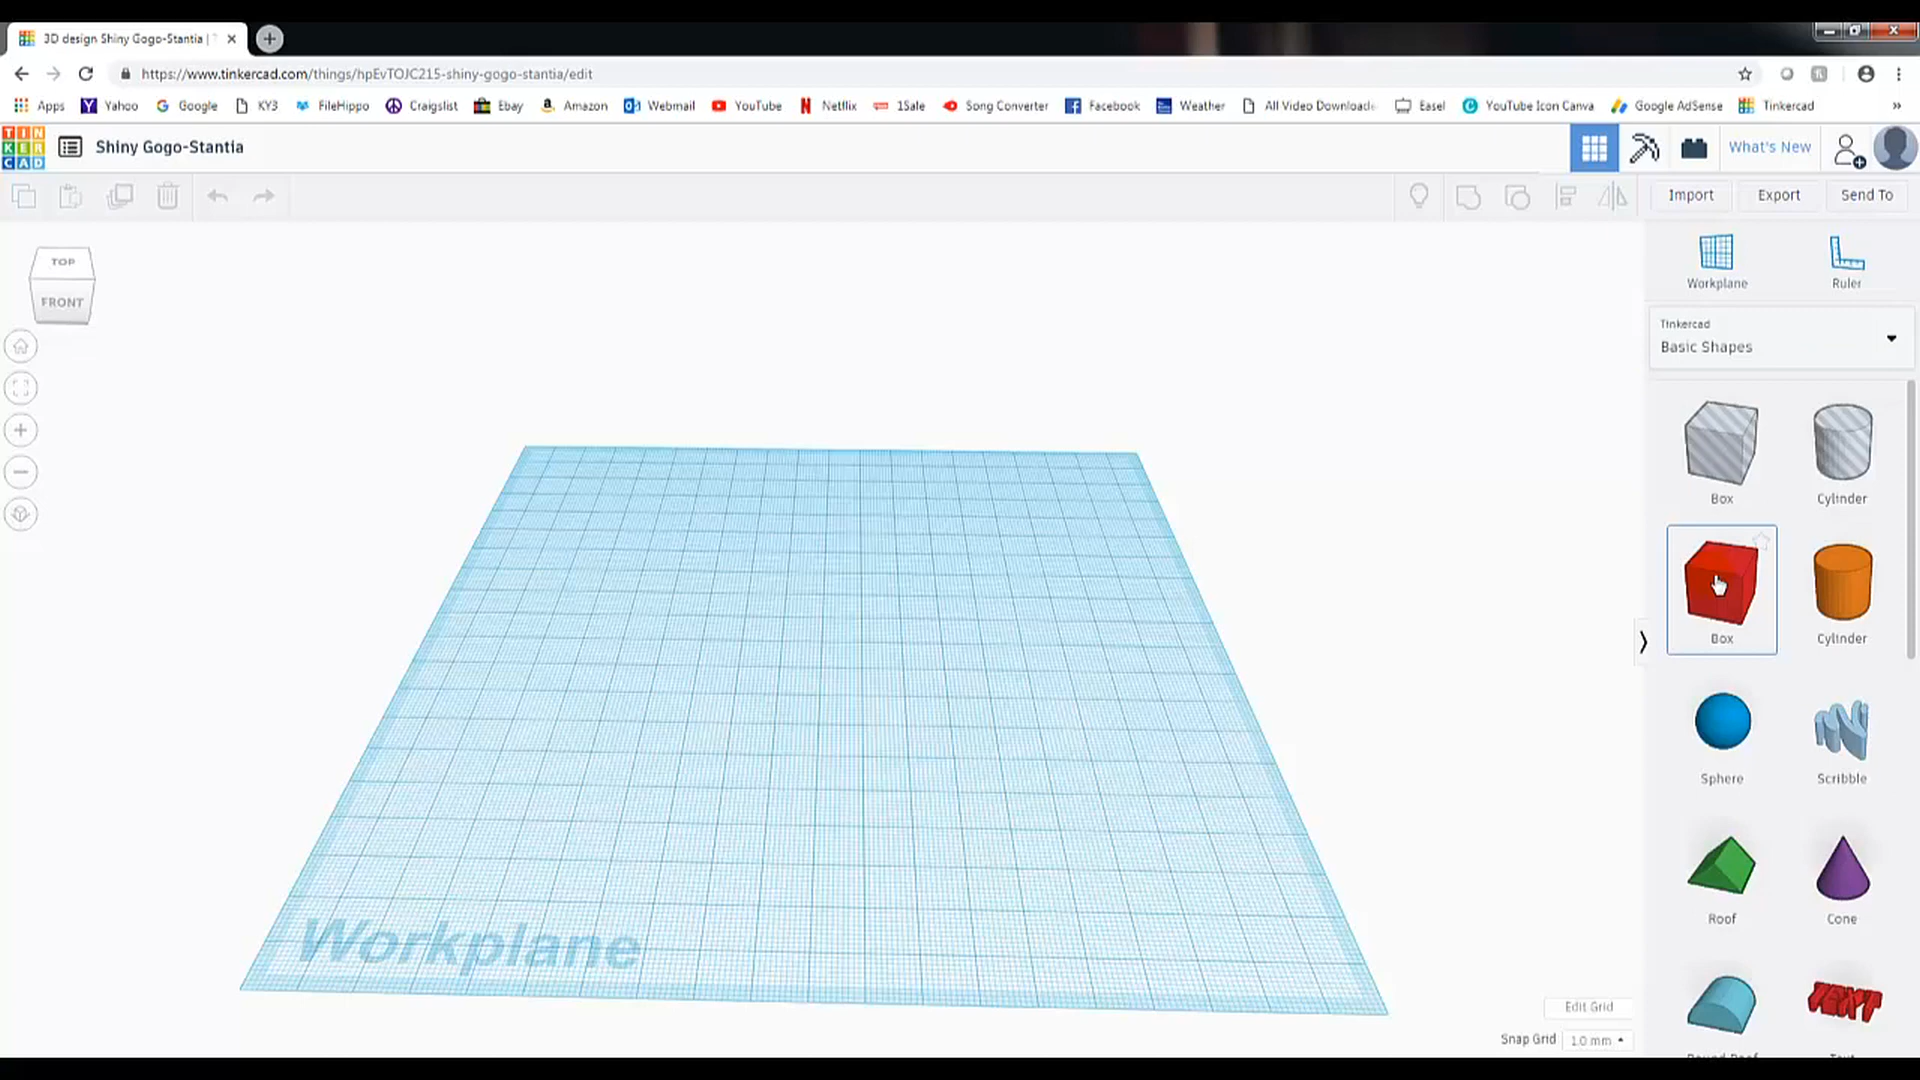 3D design Shiny Gogo-Stantia |
https://www.tinkercad.com/things/hpEvTOJC215-shiny-gogo-stantia/edit
Apps Yahoo Google KY3 FileHippo Craigslist Ebay Amazon Webmail YouTube Netflix 1Sale Song Converter Facebook Weather All Video Downloade Easel YouTube Icon Canva Google AdSense Tinkercad »
TIN
KER
CAD
Shiny Gogo-Stantia
What's New
Import Export Send To
TOP
FRONT
Workplane Ruler
Tinkercad
Basic Shapes
Box Cylinder
Box Cylinder
Sphere Scribble
Roof Cone
TEXT
Workplane
Edit Grid
Snap Grid 1.0 mm
Round Roof Text